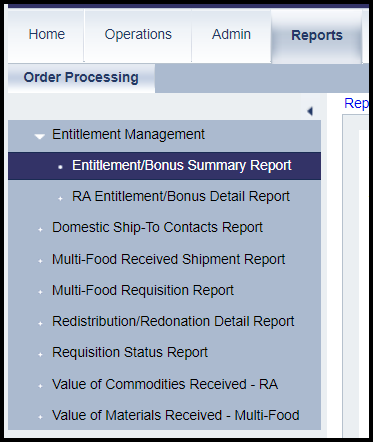 Home Operations Admin Reports
Order Processing
Rep
Entitlement Management
Entitlement/Bonus Summary Report
RA Entitlement/Bonus Detail Report
Domestic Ship-To Contacts Report
Multi-Food Received Shipment Report
Multi-Food Requisition Report
Redistribution/Redonation Detail Report
Requisition Status Report
Value of Commodities Received - RA
Value of Materials Received - Multi-Food